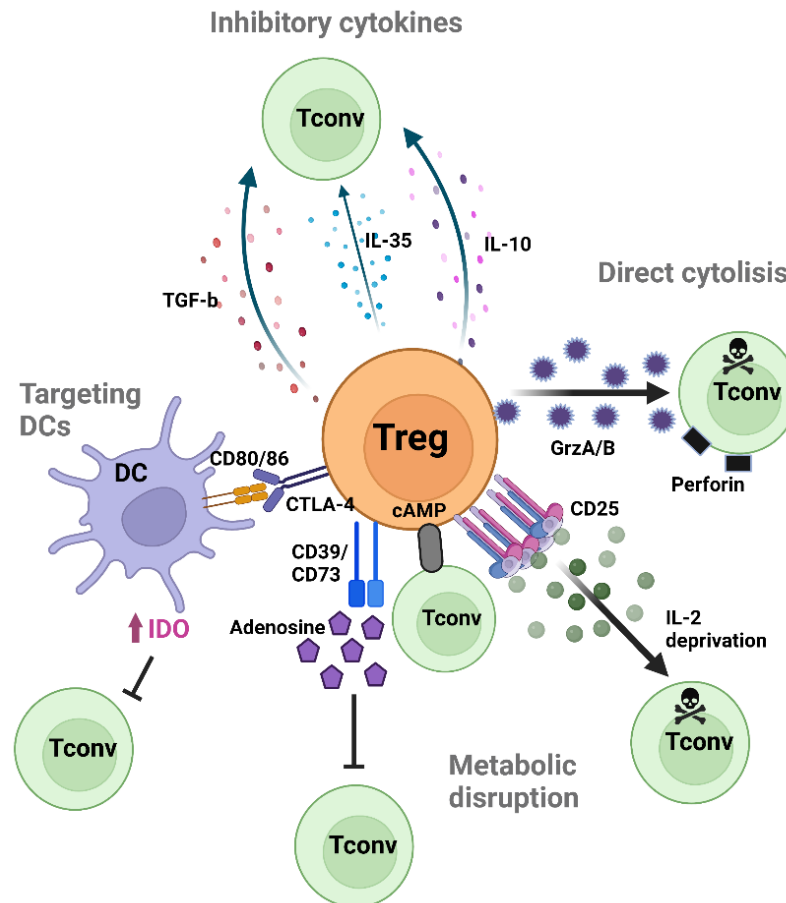 Inhibitory cytokines
Tconv
IL-35
IL-10
TGF-b
Direct cytolisis
Tconv
GrzA/B
Perforin
Targeting
DCs
DC
CD80/86
CTLA-4
Treg
cAMP
CD25
CD39/
CD73
Tconv
Adenosine
IDO
IL-2
deprivation
Tconv
Tconv
Metabolic
disruption
Tconv